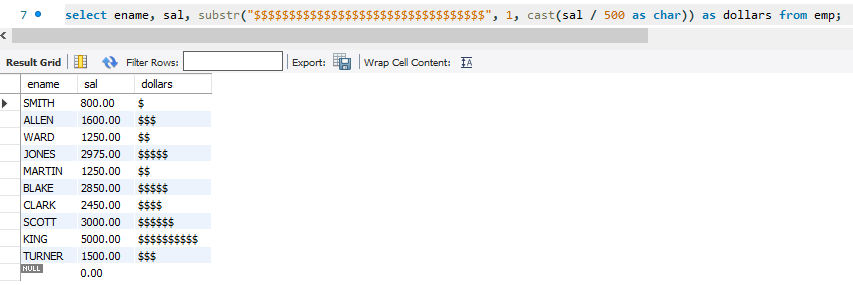 7 select ename, sal, substr("$$$$$$$$$$$$$$$$$$$$$$$$$$$$$$$$$", 1, cast(sal / 500 as char)) as dollars from emp;
Result Grid Filter Rows: Export: Wrap Cell Content: IA
ename sal dollars
SMITH 800.00 $
ALLEN 1600.00 $$$
WARD 1250.00 $$
JONES 2975.00 $$$$$
MARTIN 1250.00 $$
BLAKE 2850.00 $$$$$
CLARK 2450.00 $$$$
SCOTT 3000.00 $$$$$$
KING 5000.00 $$$$$$$$$$
TURNER 1500.00 $$$
NULL 0.00